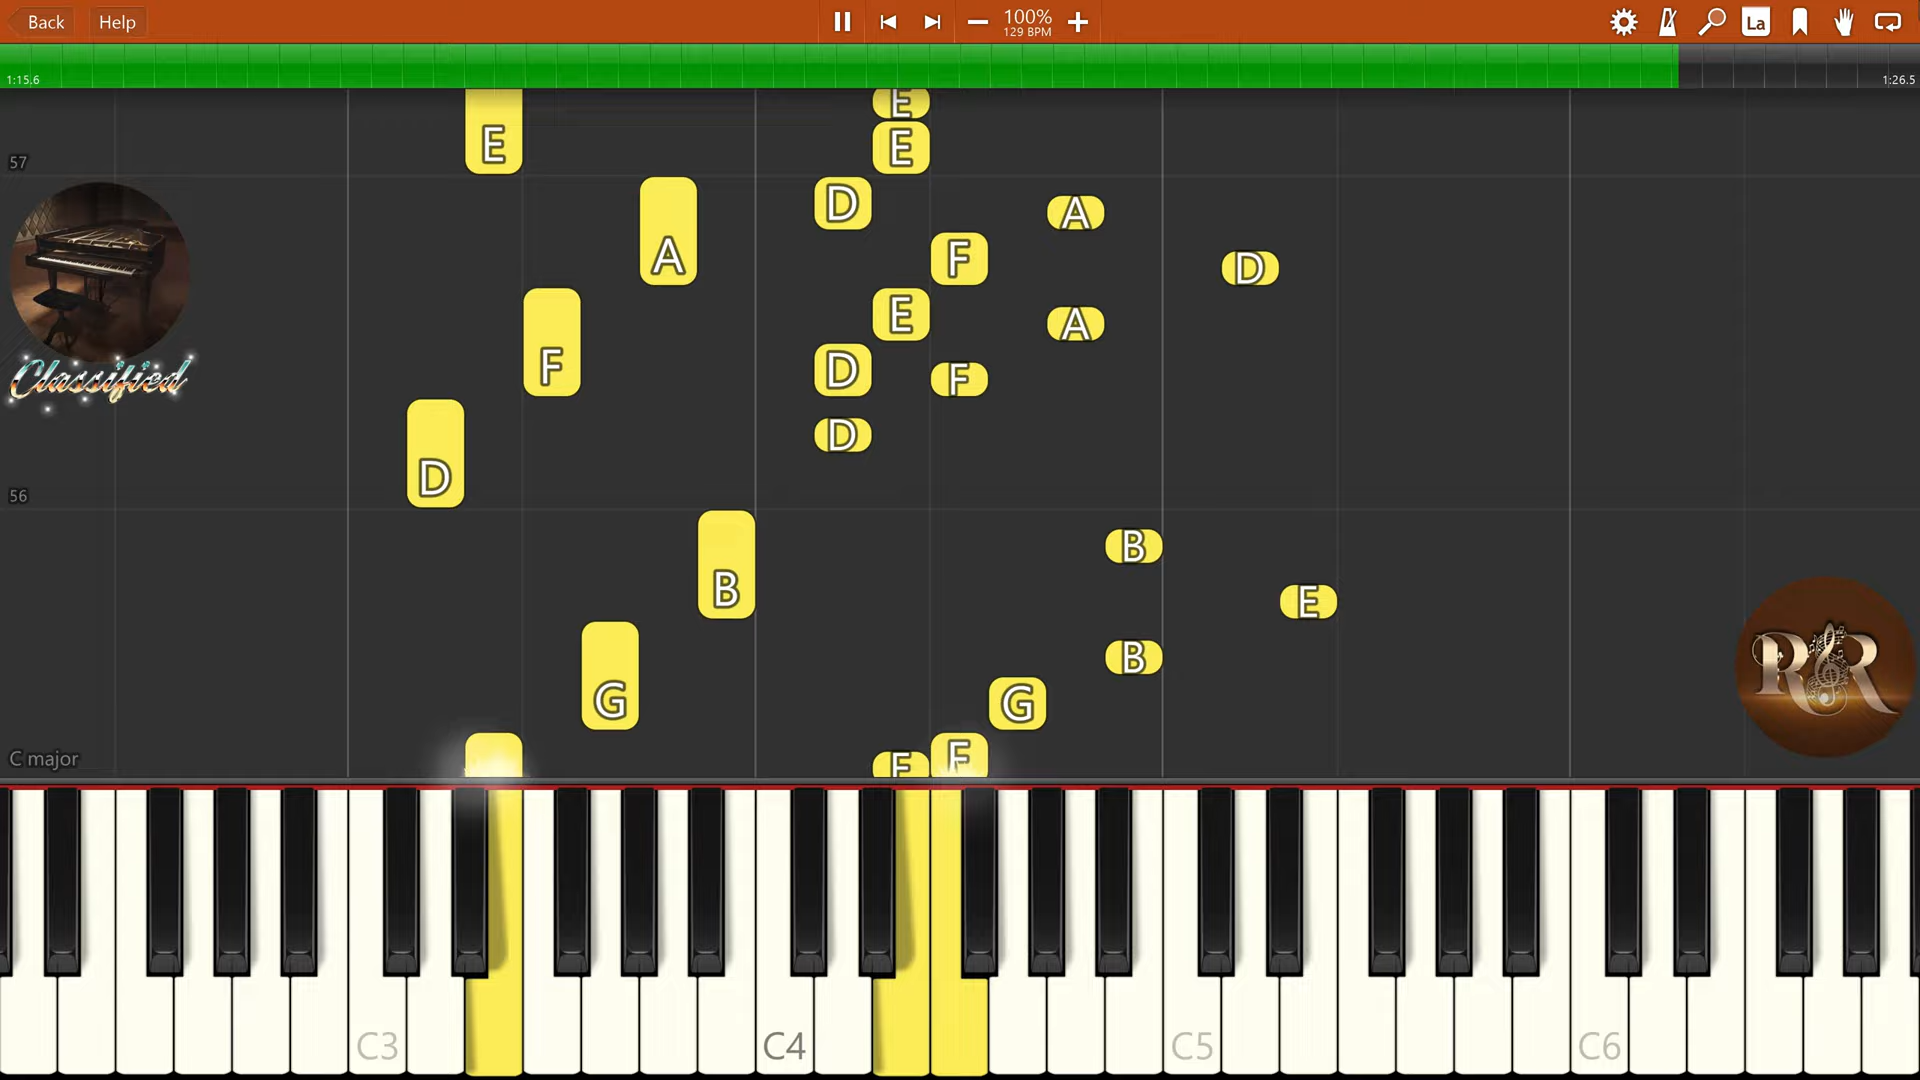 Back Help 100% La
129 BPM
1:15.6 1:26.5
E
E E
57
D A
A F D
E A
F D F
D
D
56
B
B E
B
G G
R&R
Classified
C major E F
C3 C4 C5 C6